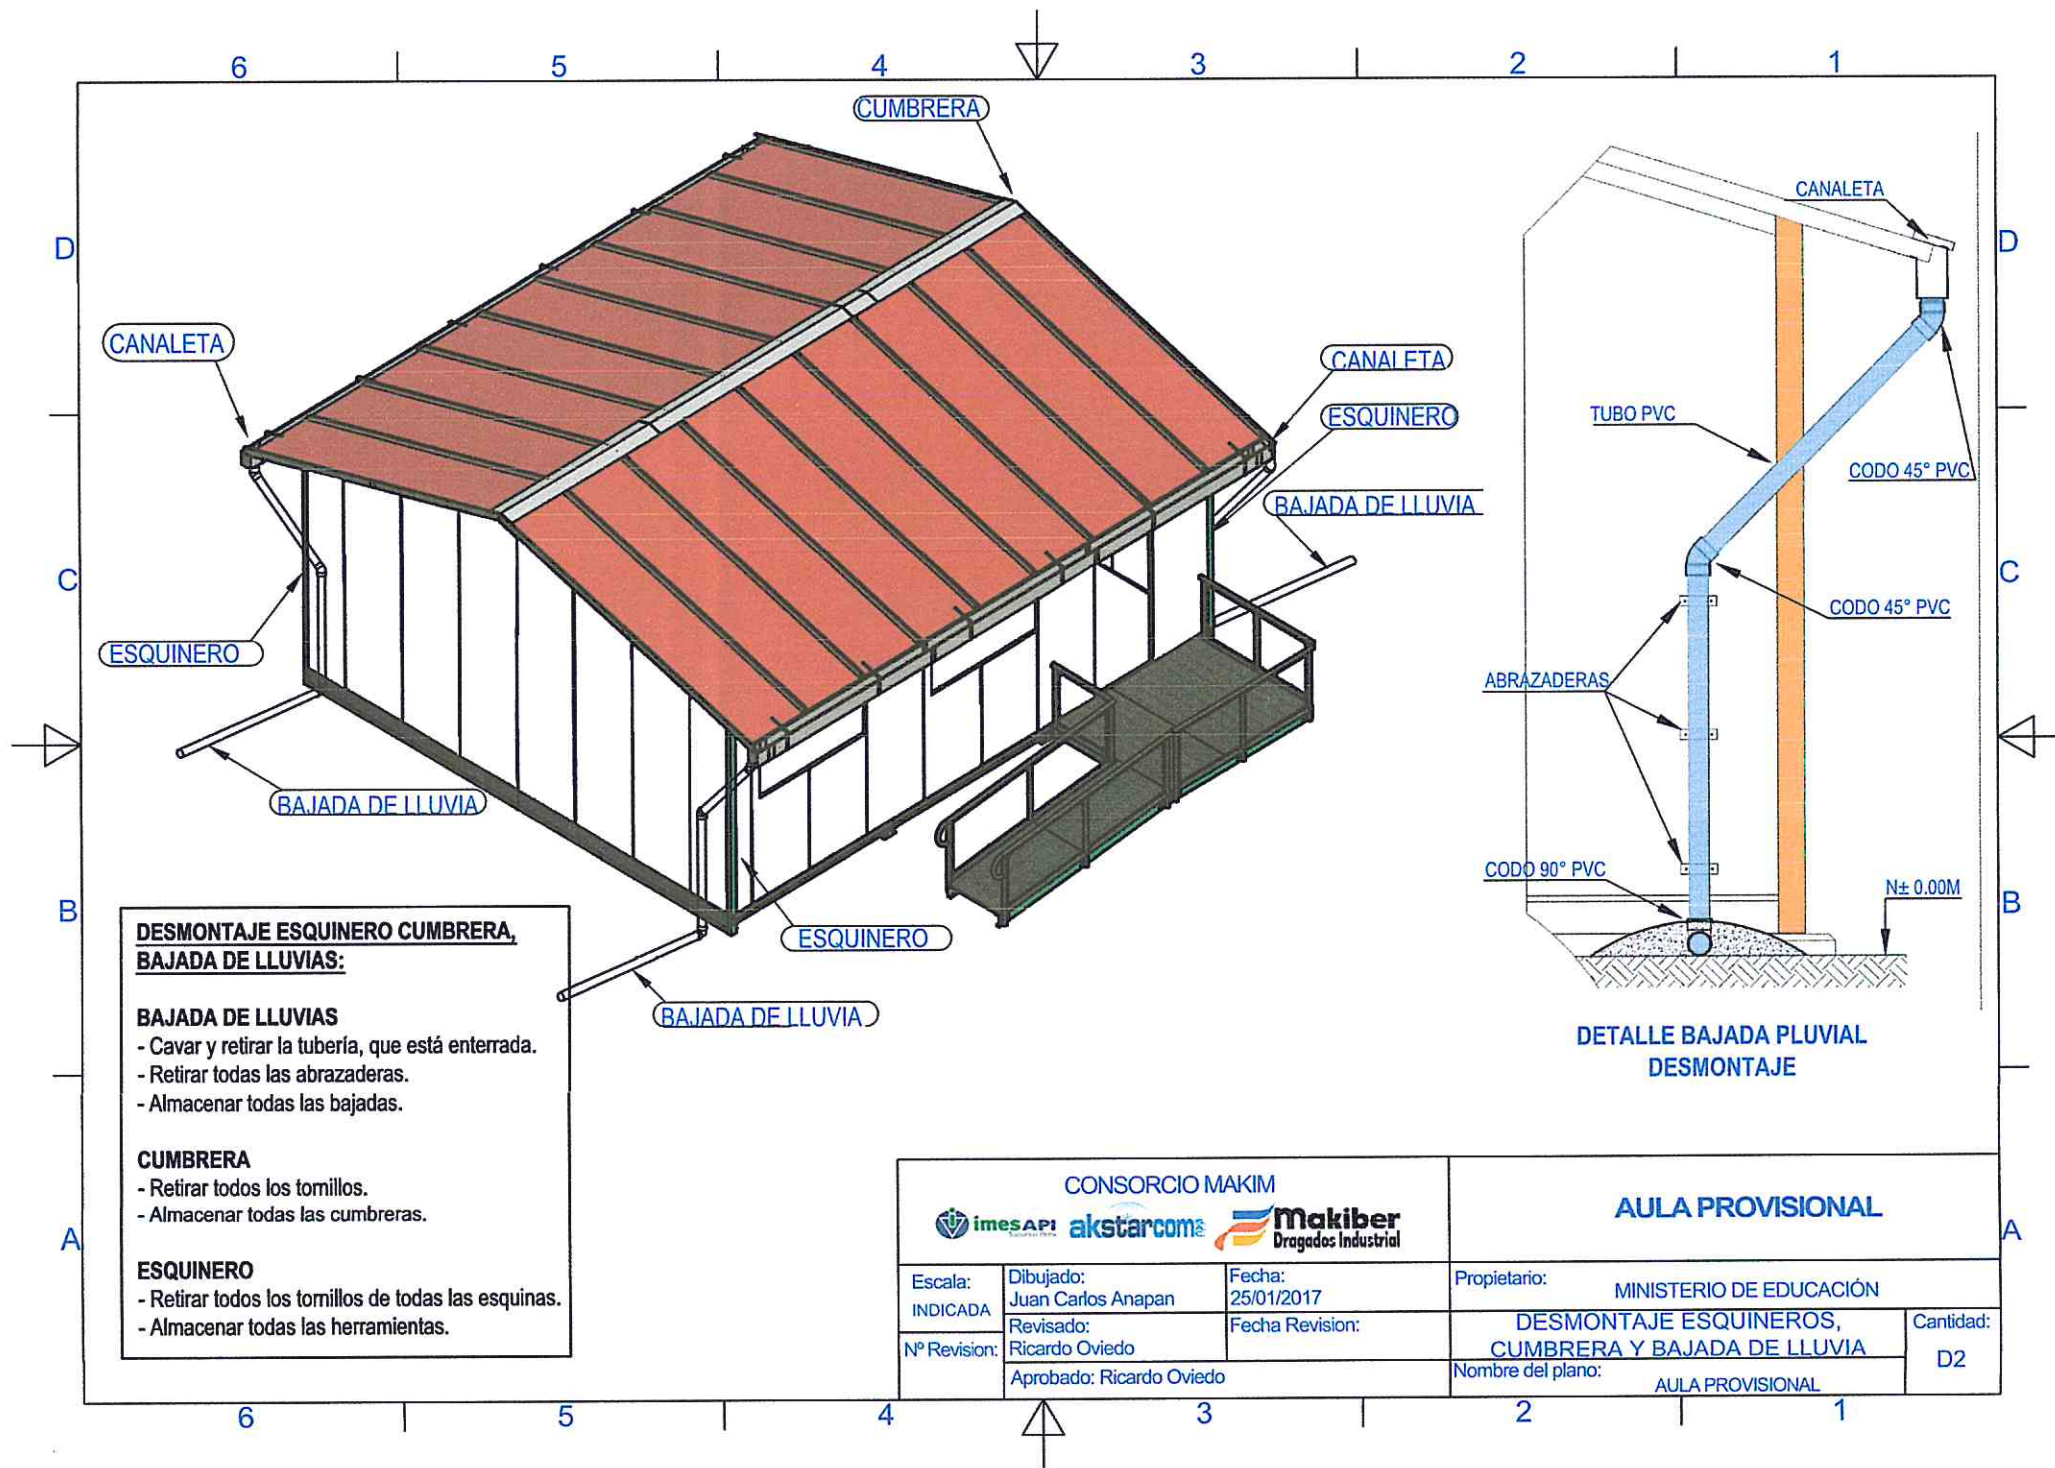 6 5 4 3 2 1
CUMBRERA
CANALETA
D D
CANALETA
CANALETA
ESQUINERO
TUBO PVC
CODO 45° PVC
BAJADA DE LLUVIA
C C
CODO 45° PVC
ESQUINERO
ABRAZADERAS
BAJADA DE LLUVIA
CODO 90° PVC
N± 0.00M
B B
ESQUINERO
BAJADA DE LLUVIA
DETALLE BAJADA PLUVIAL
DESMONTAJE
DESMONTAJE ESQUINERO CUMBRERA,
BAJADA DE LLUVIAS:
BAJADA DE LLUVIAS
- Cavar y retirar la tubería, que está enterrada.
- Retirar todas las abrazaderas.
- Almacenar todas las bajadas.
CUMBRERA
- Retirar todos los tornillos.
- Almacenar todas las cumbreras.
ESQUINERO
- Retirar todos los tornillos de todas las esquinas.
- Almacenar todas las herramientas.
A A
CONSORCIO MAKIM
imesAPI akstarcom Makiber
Dragados Industrial
AULA PROVISIONAL
Escala:
INDICADA
Dibujado:
Juan Carlos Anapan
Fecha:
25/01/2017
Propietario:
MINISTERIO DE EDUCACIÓN
Nº Revision:
Revisado:
Ricardo Oviedo
Fecha Revision:
Aprobado: Ricardo Oviedo
DESMONTAJE ESQUINEROS,
CUMBRERA Y BAJADA DE LLUVIA
Cantidad:
D2
Nombre del plano:
AULA PROVISIONAL
6 5 4 3 2 1